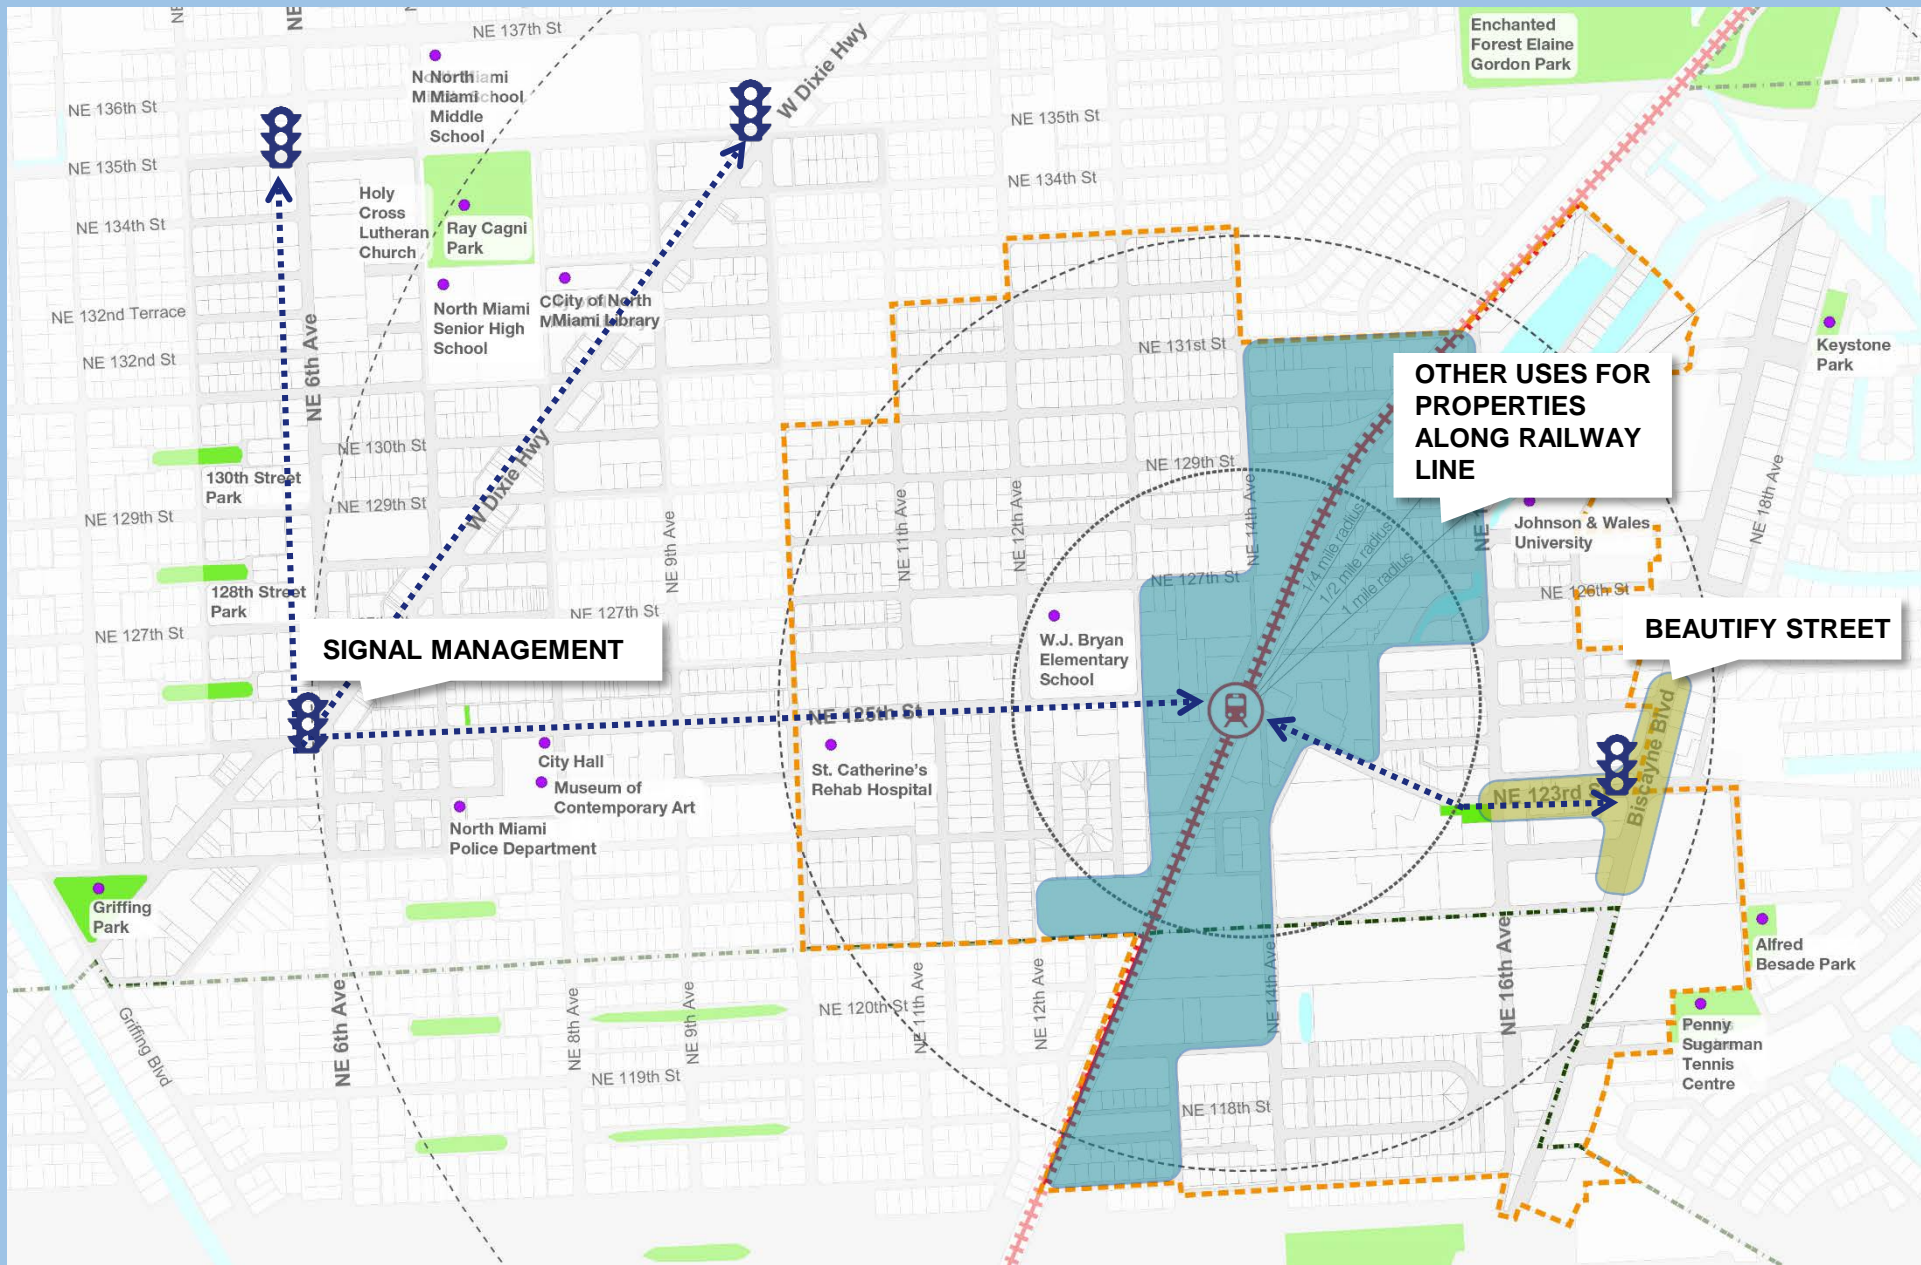 NE
NE
NE
NE 137th St
W Dixie Hwy
Enchanted
Forest Elaine
Gordon Park
North
Miami
Middle
School
NE 136th St
NE 135th St
NE 135th St
NE 134th St
NE 134th St
Holy
Cross
Lutheran
Church
Ray Cagni
Park
NE 132nd Terrace
NE 132nd St
NE 6th Ave
North Miami
Senior High
School
City of North
Miami Library
NE 131st St
Keystone
Park
OTHER USES FOR
PROPERTIES
ALONG RAILWAY
LINE
NE 130th St
130th Street
Park
W Dixie Hwy
NE 129th St
NE 129th St
NE 129th St
NE 9th Ave
NE 11th Ave
NE 12th Ave
NE 14th Ave
NE 18th Ave
1/4 mile radius
1/2 mile radius
1 mile radius
NE
Johnson & Wales
University
128th Street
Park
NE 127th St
NE 127th St
NE 127th St
NE 126th St
SIGNAL MANAGEMENT
W.J. Bryan
Elementary
School
BEAUTIFY STREET
NE 125th St
City Hall
Museum of
Contemporary Art
North Miami
Police Department
St. Catherine's
Rehab Hospital
NE 123rd
Biscayne Blvd
Griffing
Park
Griffing Blvd
NE 6th Ave
NE 8th Ave
NE 9th Ave
NE 11th Ave
NE 12th Ave
NE 14th Ave
NE 16th Ave
Alfred
Besade Park
NE 120th St
NE 119th St
NE 118th St
Penny
Sugarman
Tennis
Centre